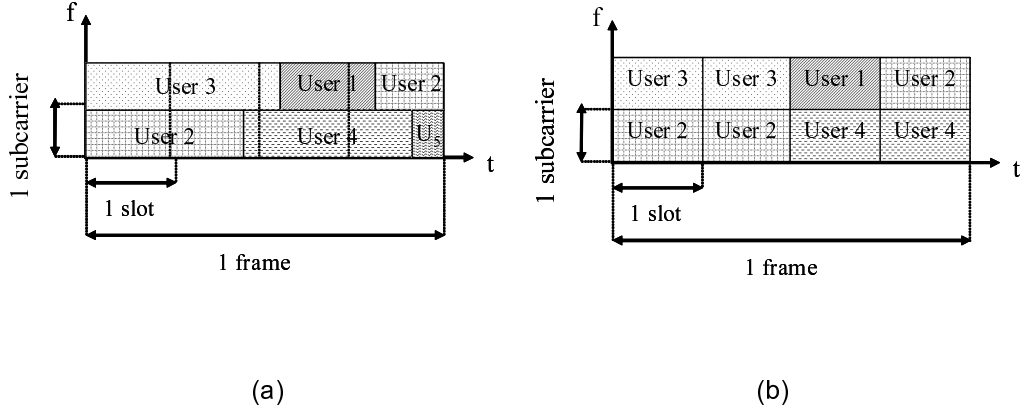 f
User 3 User 1 User 2
User 2 User 4 U5
1 subcarrier
t
1 slot
1 frame
(a)
f
User 3 User 3 User 1 User 2
User 2 User 2 User 4 User 4
1 subcarrier
t
1 slot
1 frame
(b)